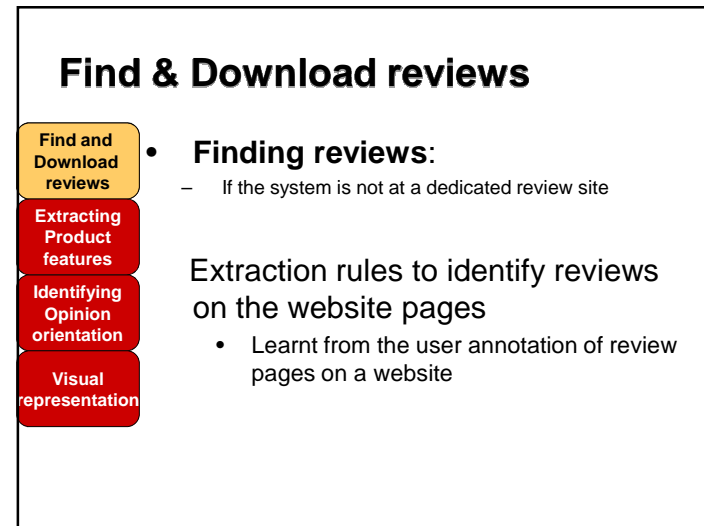 Find & Download reviews
Find and
Download
reviews
Extracting
Product
features
Identifying
Opinion
orientation
Visual
representation
• Finding reviews:
– If the system is not at a dedicated review site
Extraction rules to identify reviews
on the website pages
• Learnt from the user annotation of review
pages on a website